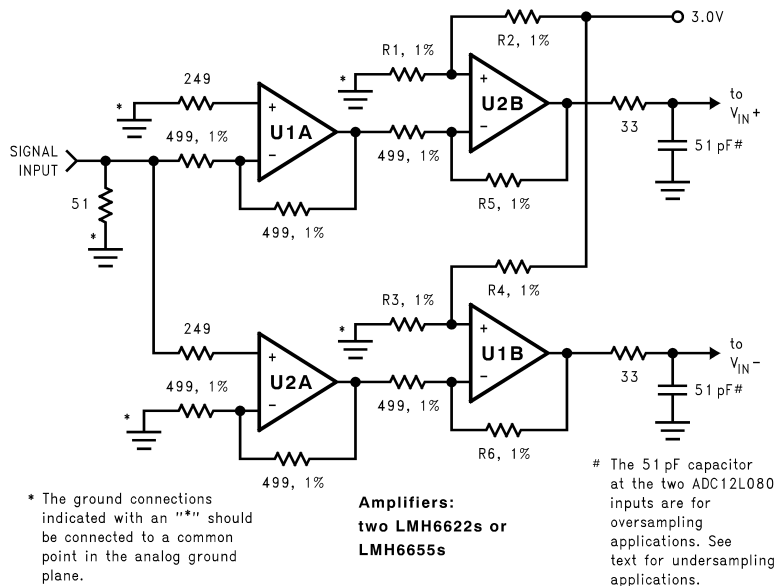 3.0V
R2, 1%
R1, 1%
*
+
U2B
−
to
VIN+
249
*
+
U1A
−
499, 1%
SIGNAL
INPUT
499, 1%
33
51 pF#
R5, 1%
51
*
499, 1%
R4, 1%
R3, 1%
*
+
U1B
−
to
VIN−
249
+
U2A
−
499, 1%
*
499, 1%
33
51 pF#
R6, 1%
499, 1%
* The ground connections
indicated with an "*" should
be connected to a common
point in the analog ground
plane.
Amplifiers:
two LMH6622s or
LMH6655s
# The 51 pF capacitor
at the two ADC12L080
inputs are for
oversampling
applications. See
text for undersampling
applications.